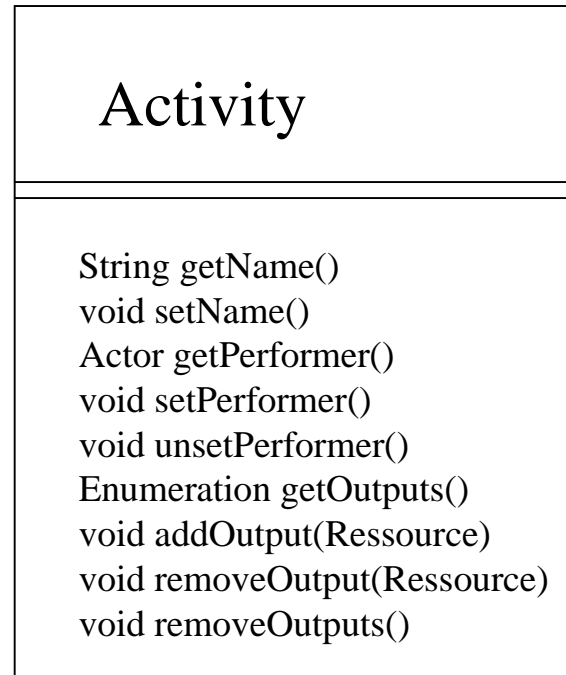 Activity
String getName()
void setName()
Actor getPerformer()
void setPerformer()
void unsetPerformer()
Enumeration getOutputs()
void addOutput(Ressource)
void removeOutput(Ressource)
void removeOutputs()